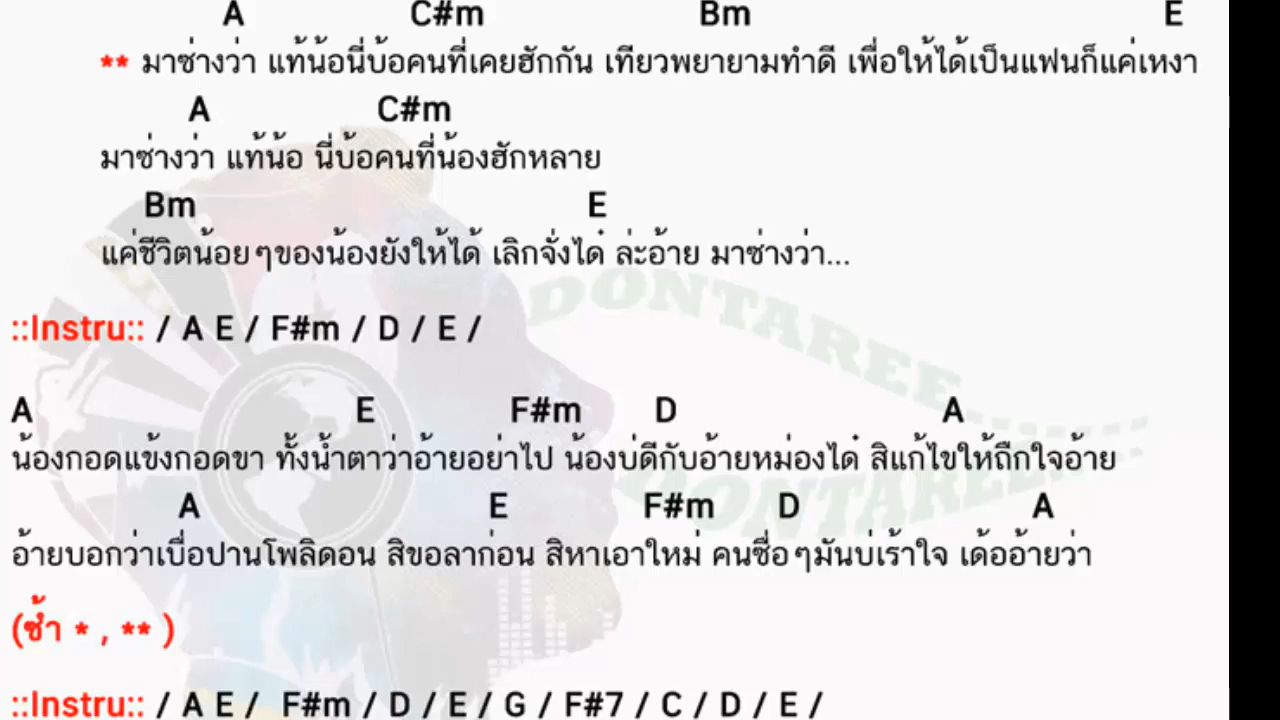 A C#m Bm E
** มาซ่างว่า แท้น้อนี่บ้อคนที่เคยฮักกัน เทียวพยายามทำดี เพื่อให้ได้เป็นแฟนก็แค่เหงา
A C#m
มาซ่างว่า แท้น้อ นี่บ้อคนที่น้องฮักหลาย
Bm E
แค่ชีวิตน้อยๆของน้องยังให้ได้ เลิกจั่งได๋ ล่ะอ้าย มาซ่างว่า...
::Instru:: / A E / F#m / D / E /
A E F#m D A
น้องกอดแข้งกอดขา ทั้งน้ำตาว่าอ้ายอย่าไป น้องบ่ดีกับอ้ายหม่องได๋ สิแก้ไขให้ถืกใจอ้าย
A E F#m D A
อ้ายบอกว่าเบื่อปานโพลิดอน สิขอลาก่อน สิหาเอาใหม่ คนซื่อๆมันบ่เร้าใจ เด้ออ้ายว่า
(ซ้ำ * , ** )
::Instru:: / A E / F#m / D / E / G / F#7 / C / D / E /
DONTAREE........
DONTAREE........